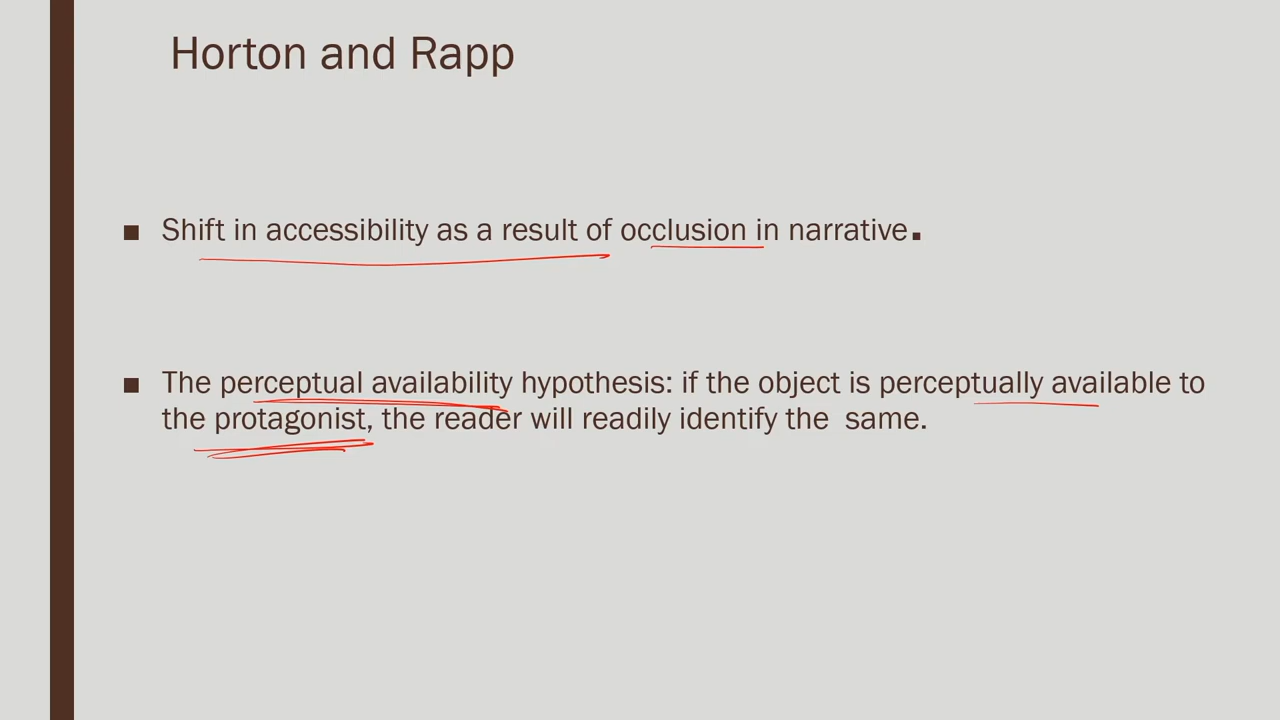 Horton and Rapp
■ Shift in accessibility as a result of occlusion in narrative.
■ The perceptual availability hypothesis: if the object is perceptually available to
the protagonist, the reader will readily identify the  same.